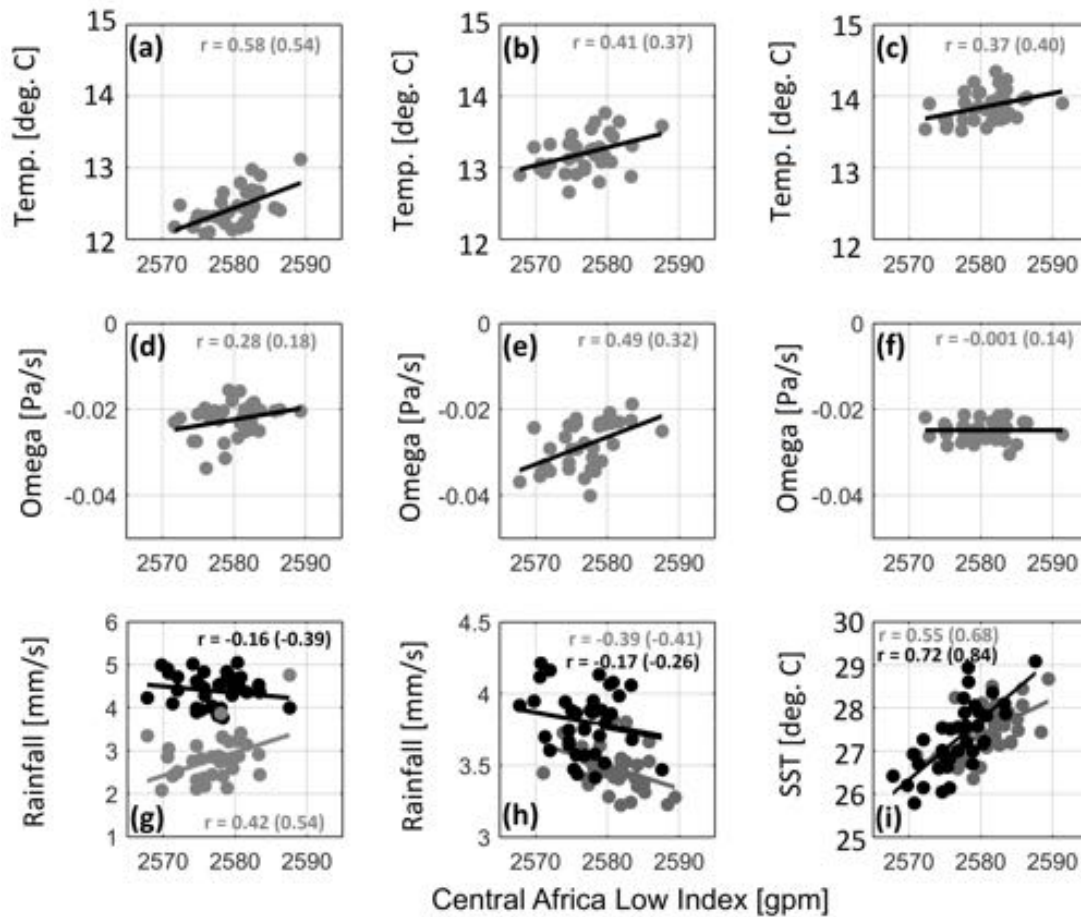 15
14
13
12
Temp. [deg. C]
(a)
r = 0.58 (0.54)
2570 2580 2590
15
14
13
12
Temp. [deg. C]
(b)
r = 0.41 (0.37)
2570 2580 2590
15
14
13
12
Temp. [deg. C]
(c)
r = 0.37 (0.40)
2570 2580 2590
0
-0.02
-0.04
Omega [Pa/s]
(d)
r = 0.28 (0.18)
2570 2580 2590
0
-0.02
-0.04
Omega [Pa/s]
(e)
r = 0.49 (0.32)
2570 2580 2590
0
-0.02
-0.04
Omega [Pa/s]
(f)
r = -0.001 (0.14)
2570 2580 2590
6
5
4
3
2
1
Rainfall [mm/s]
r = -0.16 (-0.39)
(g)
r = 0.42 (0.54)
2570 2580 2590
4.5
4
3.5
3
Rainfall [mm/s]
r = -0.39 (-0.41)
r = -0.17 (-0.26)
(h)
2570 2580 2590
30
29
28
27
26
25
SST [deg. C]
r = 0.55 (0.68)
r = 0.72 (0.84)
(i)
2570 2580 2590
Central Africa Low Index [gpm]